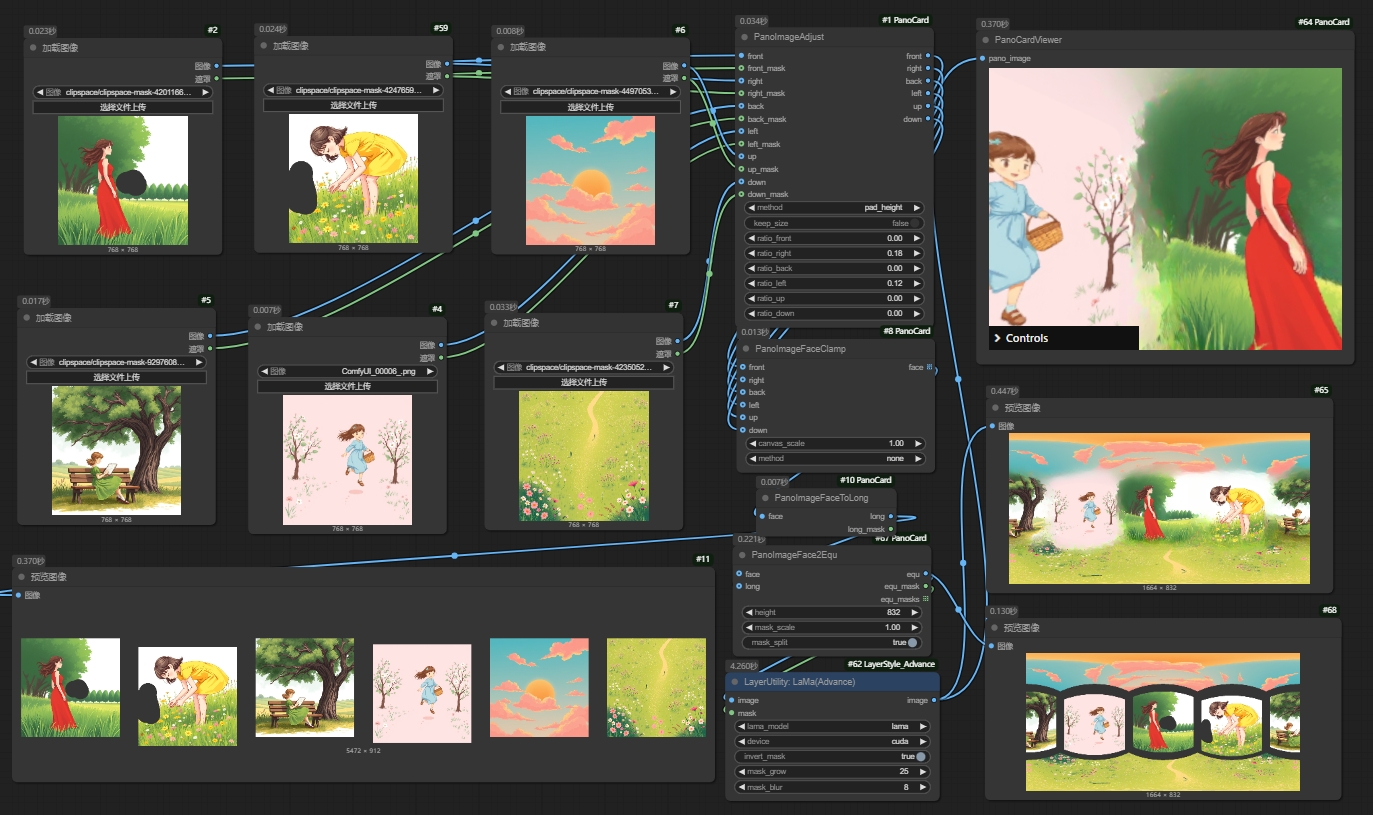 0.023秒 #2
加载图像
图像
遮罩
图像 clipspace/clipspace-mask-4201166...
选择文件上传
768 × 768
0.024秒 #59
加载图像
图像
遮罩
图像 clipspace/clipspace-mask-4247659...
选择文件上传
768 × 768
0.008秒 #6
加载图像
图像
遮罩
图像 clipspace/clipspace-mask-4497053...
选择文件上传
768 × 768
0.017秒 #5
加载图像
图像
遮罩
图像 clipspace/clipspace-mask-9297608...
选择文件上传
768 × 768
0.007秒 #4
加载图像
图像
遮罩
图像 ComfyUI_00006_.png
选择文件上传
768 × 768
0.033秒 #7
加载图像
图像
遮罩
图像 clipspace/clipspace-mask-4235052...
选择文件上传
768 × 768
0.370秒 #11
预览图像
图像
5472 × 912
0.034秒 #1 PanoCard
PanoImageAdjust
front front
front_mask right
right back
right_mask left
back up
back_mask down
left
left_mask
up
up_mask
down
down_mask
method pad_height
keep_size false
ratio_front 0.00
ratio_right 0.18
ratio_back 0.00
ratio_left 0.12
ratio_up 0.00
ratio_down 0.00
0.013秒 #8 PanoCard
PanoImageFaceClamp
front face
right
back
left
up
down
canvas_scale 1.00
method none
0.007秒 #10 PanoCard
PanoImageFaceToLong
face long
long_mask
0.221秒 #67 PanoCard
PanoImageFace2Equ
face equ
long equ_mask
equ_masks
height 832
mask_scale 1.00
mask_split true
4.260秒 #62 LayerStyle_Advance
LayerUtility: LaMa(Advance)
image image
mask
lama_model lama
device cuda
invert_mask true
mask_grow 25
mask_blur 8
0.370秒 #64 PanoCard
PanoCardViewer
pano_image
Controls
0.447秒 #65
预览图像
图像
1664 × 832
0.130秒 #68
预览图像
图像
1664 × 832